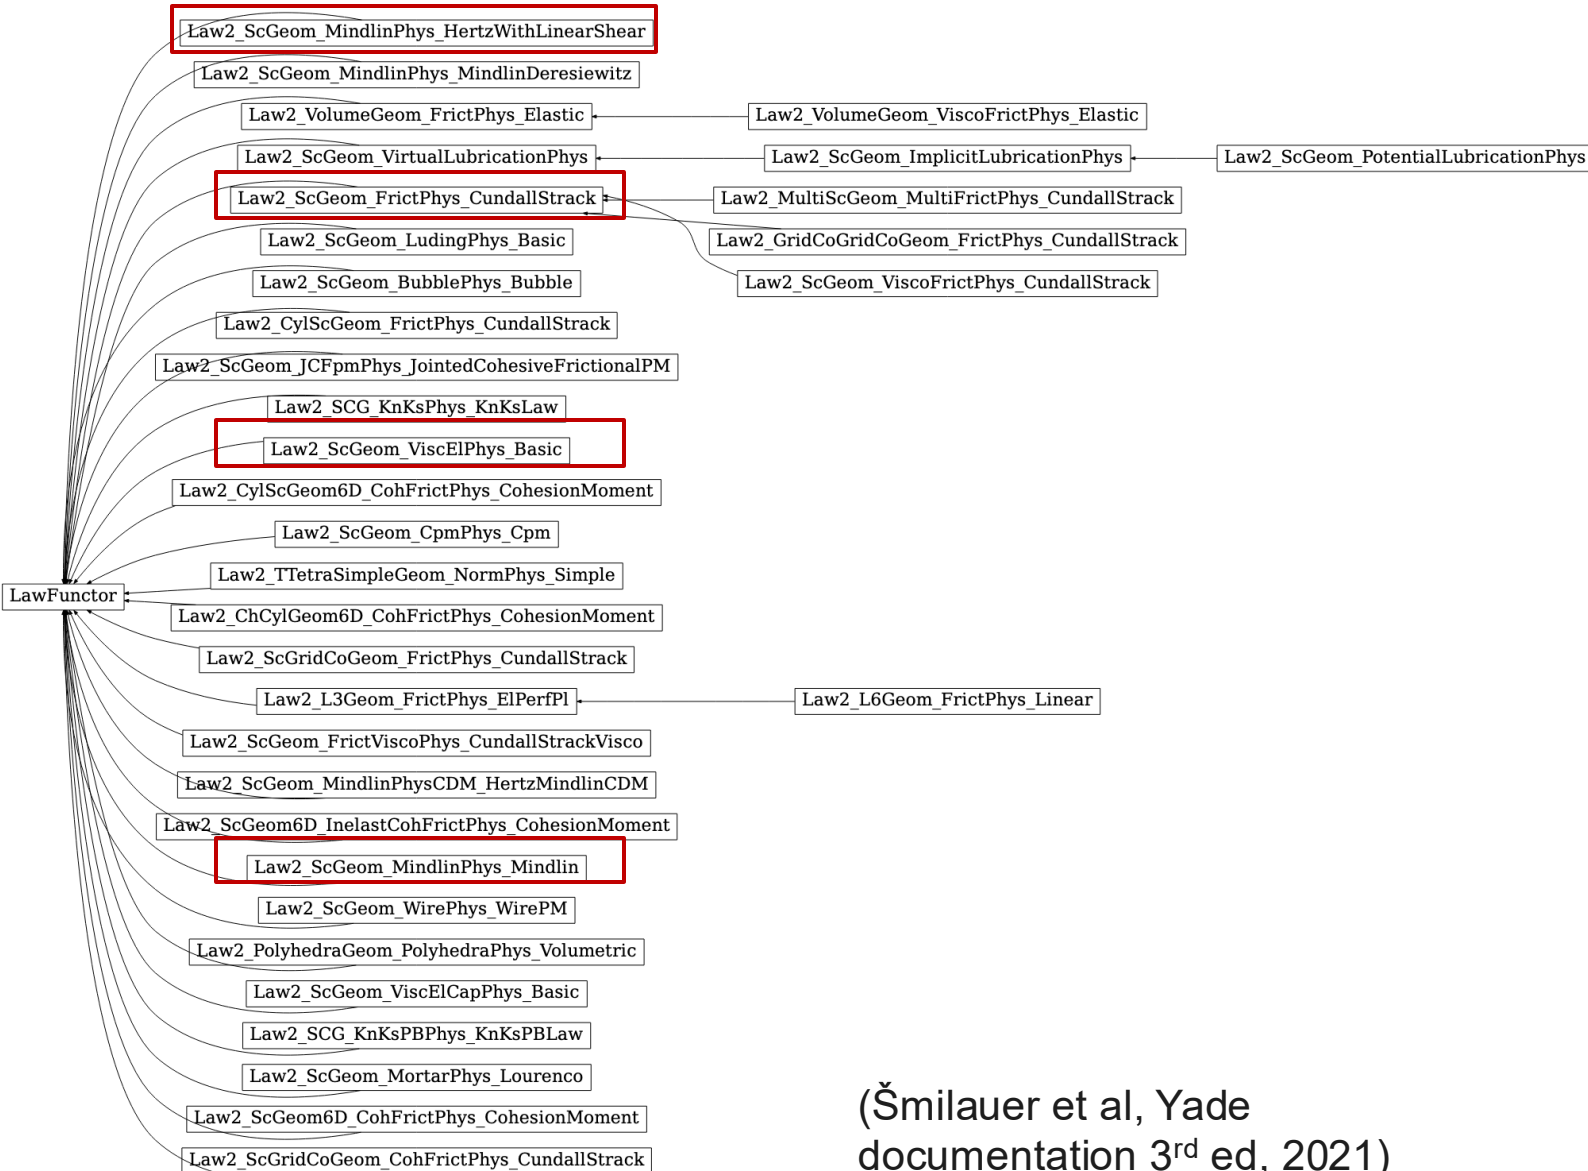 Law2_ScGeom_MindlinPhys_HertzWithLinearShear
Law2_ScGeom_MindlinPhys_MindlinDeresiewitz
Law2_VolumeGeom_FrictPhys_Elastic
Law2_VolumeGeom_ViscoFrictPhys_Elastic
Law2_ScGeom_VirtualLubricationPhys
Law2_ScGeom_ImplicitLubricationPhys
Law2_ScGeom_PotentialLubricationPhys
Law2_ScGeom_FrictPhys_CundallStrack
Law2_MultiScGeom_MultiFrictPhys_CundallStrack
Law2_ScGeom_LudingPhys_Basic
Law2_GridCoGridCoGeom_FrictPhys_CundallStrack
Law2_ScGeom_BubblePhys_Bubble
Law2_ScGeom_ViscoFrictPhys_CundallStrack
Law2_CylScGeom_FrictPhys_CundallStrack
Law2_ScGeom_JCFpmPhys_JointedCohesiveFrictionalPM
Law2_SCG_KnKsPhys_KnKsLaw
Law2_ScGeom_ViscElPhys_Basic
Law2_CylScGeom6D_CohFrictPhys_CohesionMoment
Law2_ScGeom_CpmPhys_Cpm
Law2_TTetraSimpleGeom_NormPhys_Simple
LawFunctor
Law2_ChCylGeom6D_CohFrictPhys_CohesionMoment
Law2_ScGridCoGeom_FrictPhys_CundallStrack
Law2_L3Geom_FrictPhys_ElPerfPl
Law2_L6Geom_FrictPhys_Linear
Law2_ScGeom_FrictViscoPhys_CundallStrackVisco
Law2_ScGeom_MindlinPhysCDM_HertzMindlinCDM
Law2_ScGeom6D_InelastCohFrictPhys_CohesionMoment
Law2_ScGeom_MindlinPhys_Mindlin
Law2_ScGeom_WirePhys_WirePM
Law2_PolyhedraGeom_PolyhedraPhys_Volumetric
Law2_ScGeom_ViscElCapPhys_Basic
Law2_SCG_KnKsPBPhys_KnKsPBLaw
Law2_ScGeom_MortarPhys_Lourenco
Law2_ScGeom6D_CohFrictPhys_CohesionMoment
Law2_ScGridCoGeom_CohFrictPhys_CundallStrack
(Šmilauer et al, Yade
documentation 3rd ed, 2021)